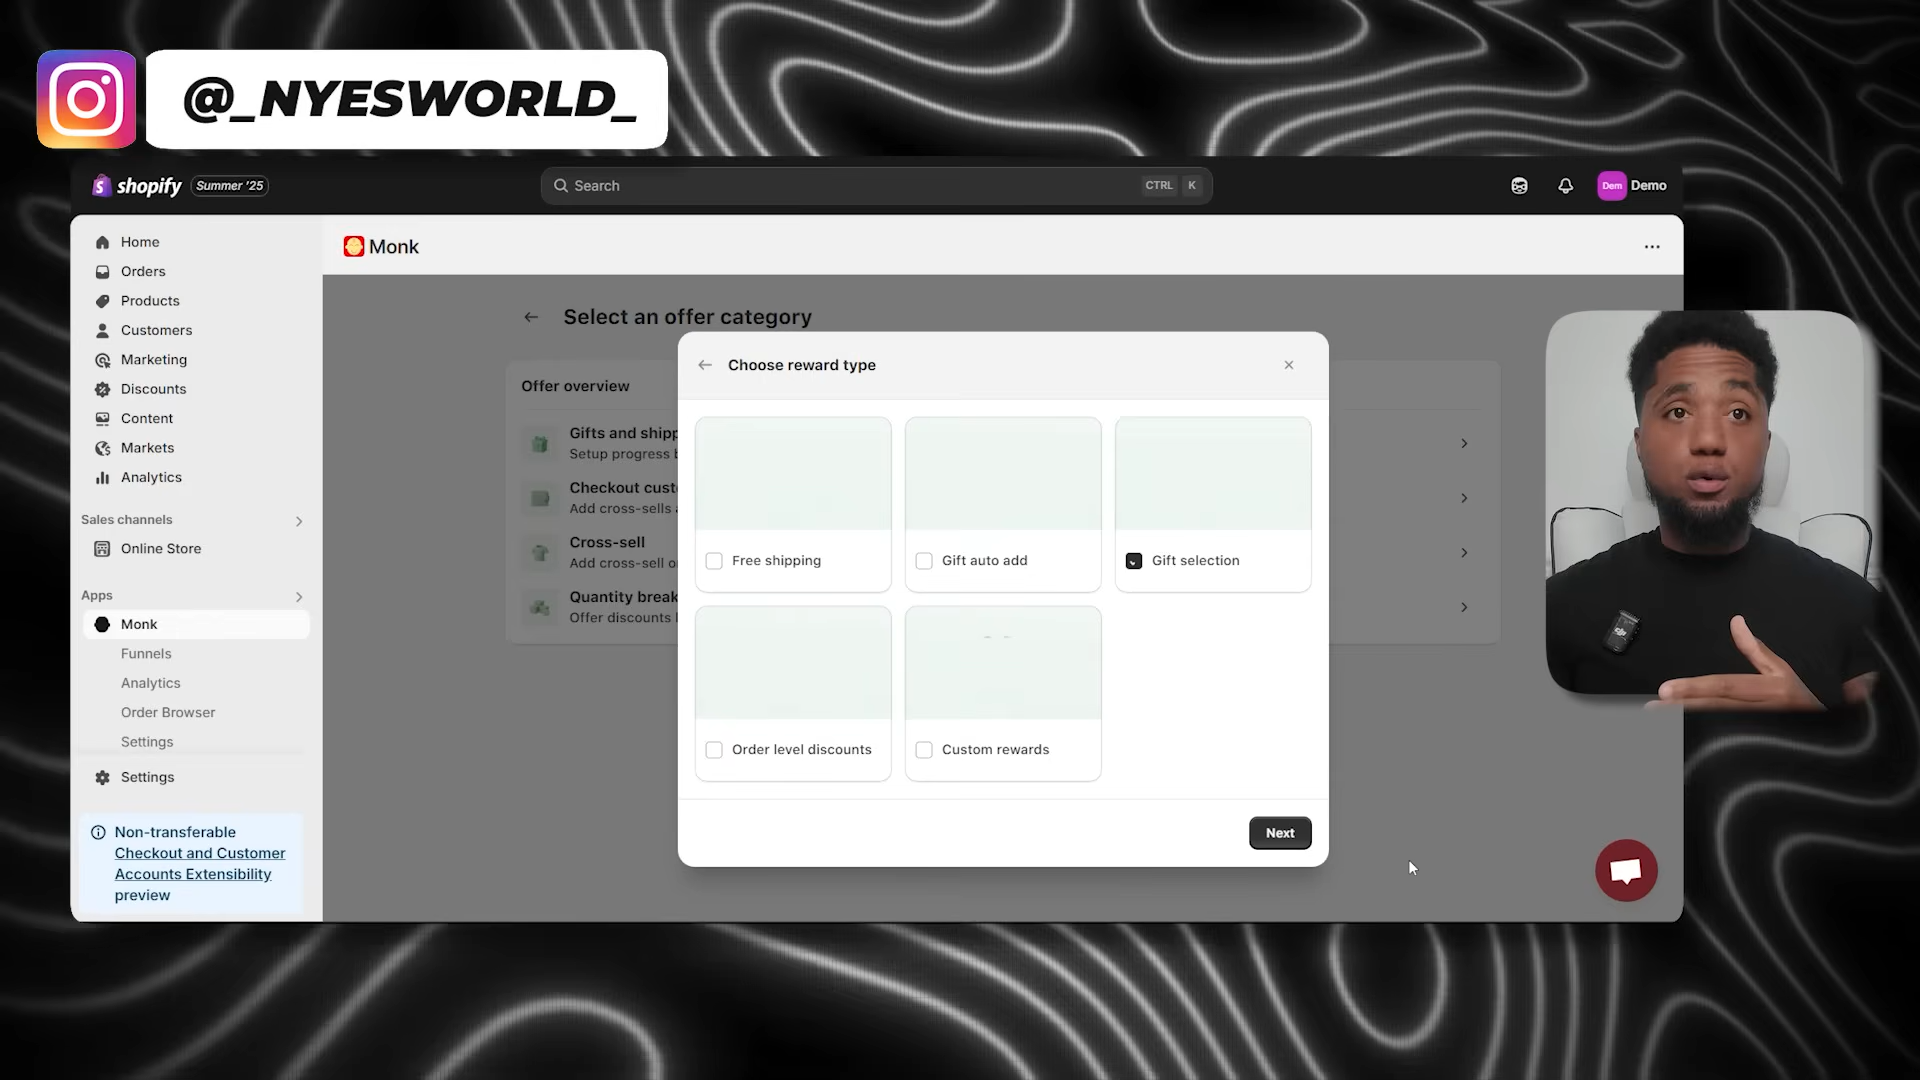 @_NYESWORLD_
shopify Summer '25
Search CTRL K
Dem Demo
Home
Orders
Products
Customers
Marketing
Discounts
Content
Markets
Analytics
Sales channels
Online Store
Apps
Monk
Funnels
Analytics
Order Browser
Settings
Settings
Non-transferable
Checkout and Customer
Accounts Extensibility
preview
Monk
Select an offer category
Offer overview
Gifts and shipp
Setup progress b
Checkout cust
Add cross-sells a
Cross-sell
Add cross-sell o
Quantity break
Offer discounts
Choose reward type
Free shipping
Gift auto add
Gift selection
Order level discounts
Custom rewards
Next